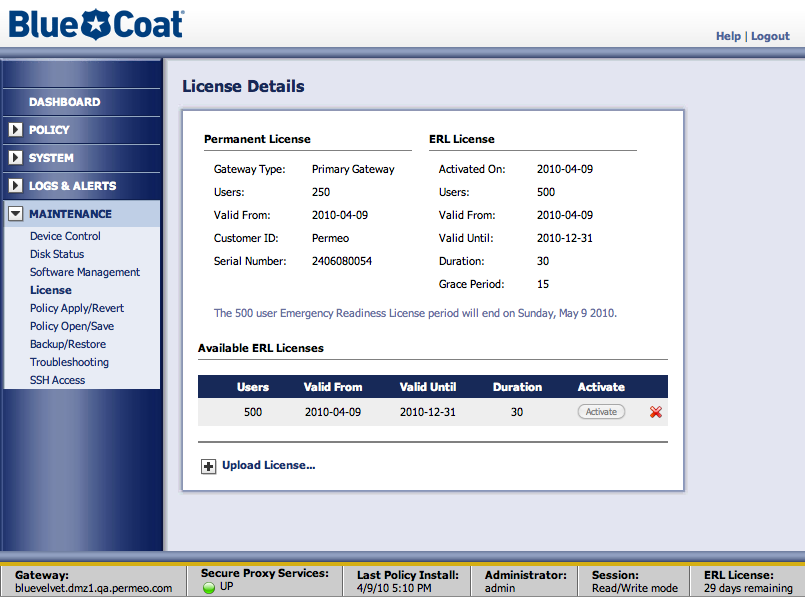 Blue Coat®
Help | Logout
DASHBOARD
POLICY
SYSTEM
LOGS & ALERTS
MAINTENANCE
Device Control
Disk Status
Software Management
License
Policy Apply/Revert
Policy Open/Save
Backup/Restore
Troubleshooting
SSH Access
License Details
Permanent License
Gateway Type: Primary Gateway
Users: 250
Valid From: 2010-04-09
Customer ID: Permeo
Serial Number: 2406080054
ERL License
Activated On: 2010-04-09
Users: 500
Valid From: 2010-04-09
Valid Until: 2010-12-31
Duration: 30
Grace Period: 15
The 500 user Emergency Readiness License period will end on Sunday, May 9 2010.
Available ERL Licenses
Users Valid From Valid Until Duration Activate
500 2010-04-09 2010-12-31 30 Activate
Upload License...
Gateway:
bluevelvet.dmz1.qa.permeo.com
Secure Proxy Services:
UP
Last Policy Install:
4/9/10 5:10 PM
Administrator:
admin
Session:
Read/Write mode
ERL License:
29 days remaining